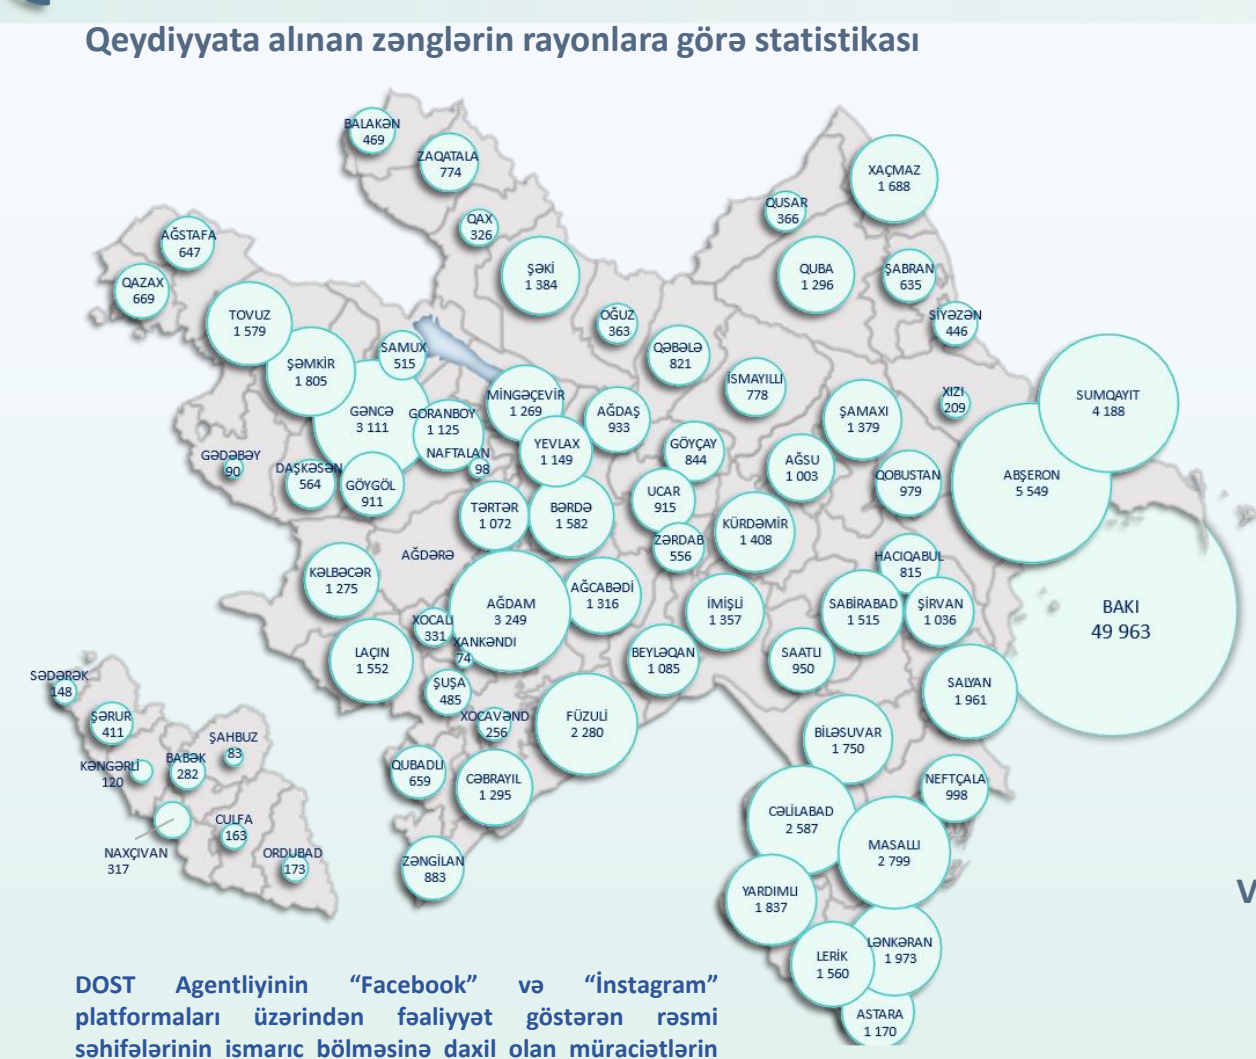 Qeydiyyata alınan zənglərin rayonlara görə statistikası
BALAKƏN
469
ZAQATALA
774
XAÇMAZ
1 688
QUSAR
366
QAX
326
AĞSTAFA
647
ŞƏKİ
1 384
QUBA
1 296
ŞABRAN
635
QAZAX
669
TOVUZ
1 579
OĞUZ
363
SİYƏZƏN
446
SAMUX
515
QƏBƏLƏ
821
ŞƏMKİR
1 805
İSMAYILLI
778
MİNGƏÇEVİR
1 269
XIZI
209
SUMQAYIT
4 188
GƏNCƏ
3 111
GORANBOY
1 125
AĞDAŞ
933
ŞAMAXI
1 379
YEVLAX
1 149
GÖYÇAY
844
NAFTALAN
98
GƏDƏBƏY
90
AĞSU
1 003
DAŞKƏSƏN
564
GÖYGÖL
911
QOBUSTAN
979
ABŞERON
5 549
UCAR
915
TƏRTƏR
1 072
BƏRDƏ
1 582
KÜRDƏMİR
1 408
ZƏRDAB
556
AĞDƏRƏ
HACIQABUL
815
KƏLBƏCƏR
1 275
AĞCABƏDİ
1 316
AĞDAM
3 249
İMİŞLİ
1 357
SABİRABAD
1 515
ŞİRVAN
1 036
BAKI
49 963
XOCALI
331
XANKƏNDİ
74
LAÇIN
1 552
BEYLƏQAN
1 085
SAATLI
950
SƏDƏRƏK
148
ŞUŞA
485
SALYAN
1 961
ŞƏRUR
411
XOCAVƏND
256
FÜZULİ
2 280
ŞAHBUZ
83
BİLƏSUVAR
1 750
BABƏK
282
KƏNGƏRLİ
120
QUBADLI
659
CƏBRAYIL
1 295
NEFTÇALA
998
CULFA
163
CƏLİLABAD
2 587
NAXÇIVAN
317
ORDUBAD
173
ZƏNGİLAN
883
MASALLI
2 799
YARDIMLI
1 837
V
LƏNKƏRAN
1 973
LERİK
1 560
ASTARA
1 170
DOST Agentliyinin “Facebook” və “İnstagram”
platformaları üzərindən fəaliyyət göstərən rəsmi
səhifələrinin ismarıc bölməsinə daxil olan müraciətlərin